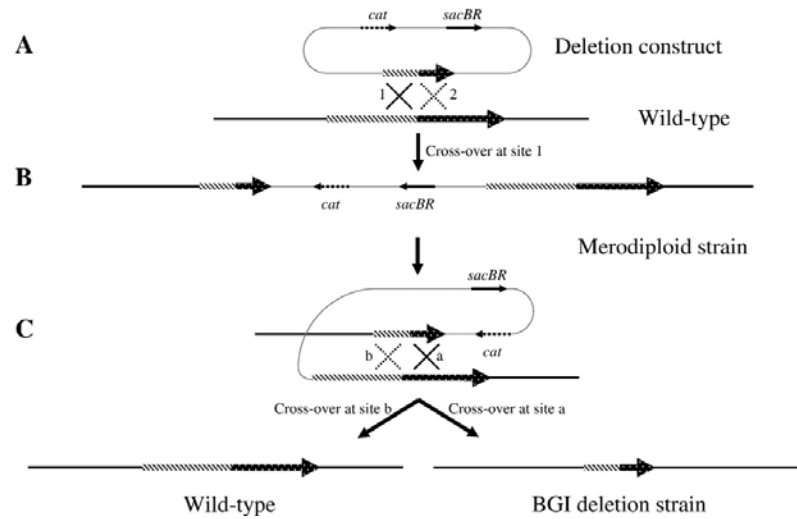 cat
sacBR
A
Deletion construct
1
2
Wild-type
Cross-over at site 1
B
cat
sacBR
Merodiploid strain
sacBR
C
cat
b
a
Cross-over at site b
Cross-over at site a
Wild-type
BGI deletion strain